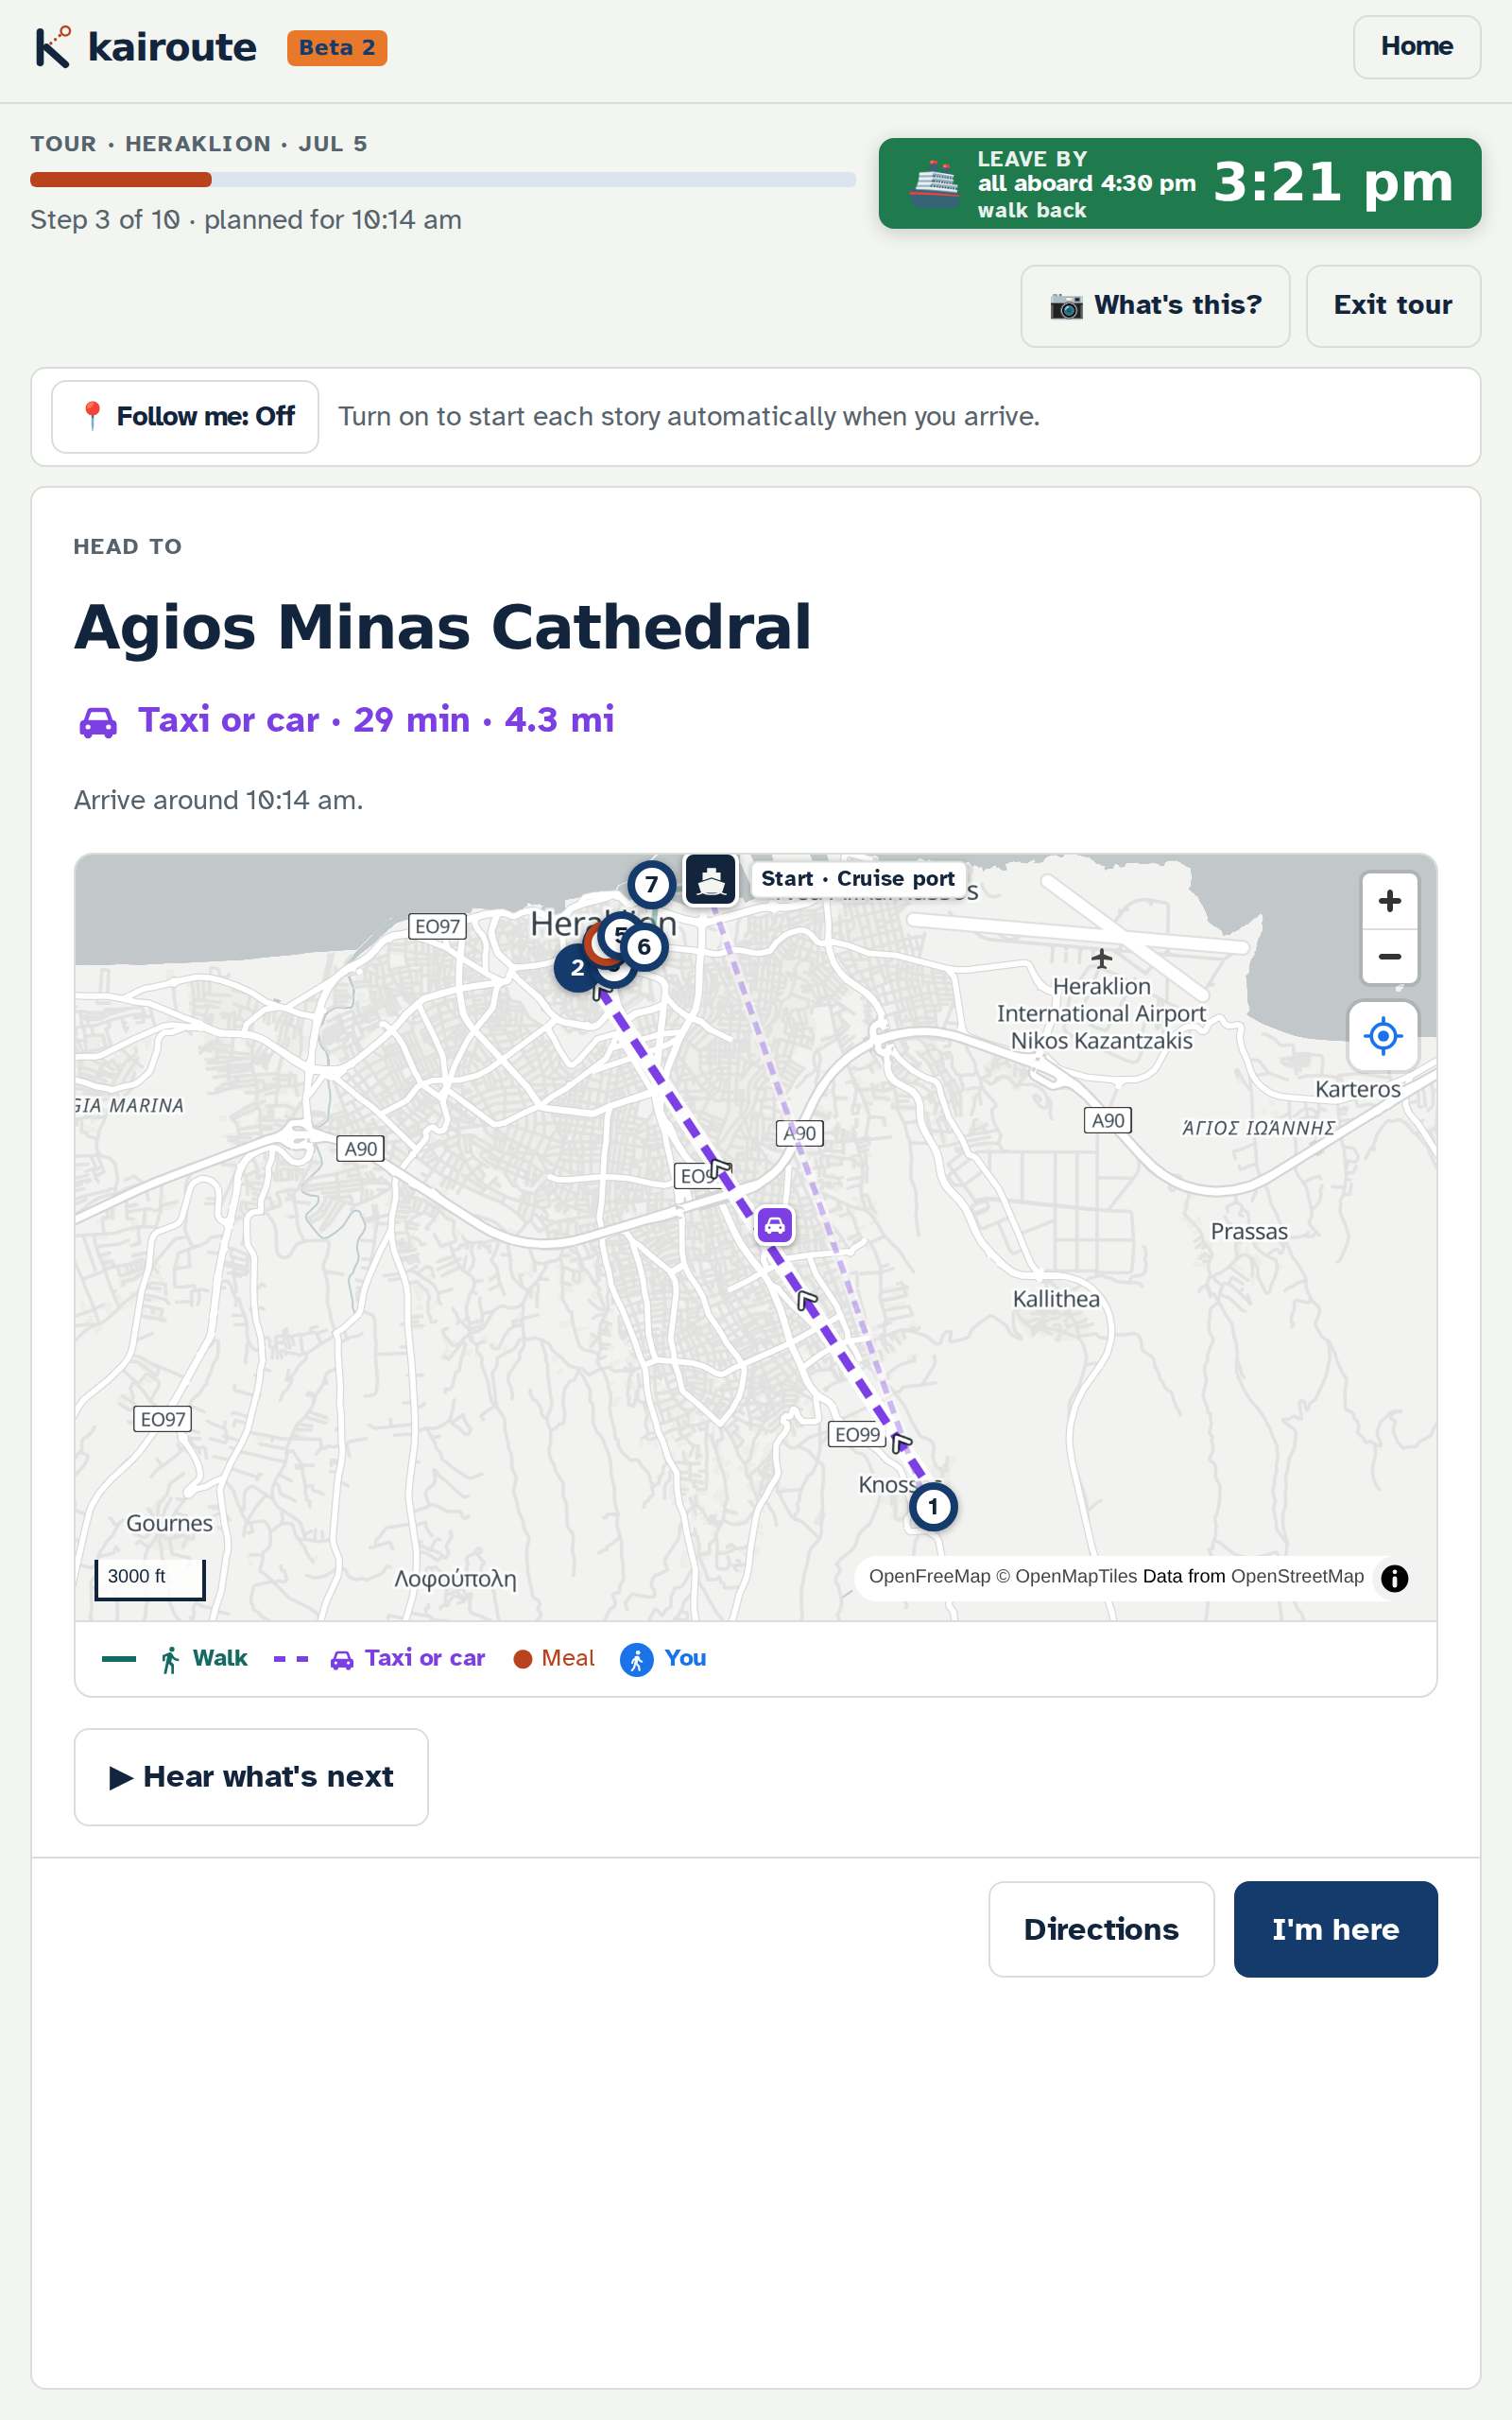 kairoute
Beta 2
Home
TOUR · HERAKLION · JUL 5
Step 3 of 10 · planned for 10:14 am
LEAVE BY
all aboard 4:30 pm
walk back
3:21 pm
What's this?
Exit tour
Follow me: Off
Turn on to start each story automatically when you arrive.
HEAD TO
Agios Minas Cathedral
Taxi or car · 29 min · 4.3 mi
Arrive around 10:14 am.
7
Start · Cruise port
EO97
5
6
2
+
−
Heraklion
International Airport
Nikos Kazantzakis
Karteros
GIA MARINA
A90
A90
A90
ΆΓΙΟΣ ΙΩΆΝΝΗΣ
Prassas
Kallithea
EO97
EO99
1
Gournes
Λοφούπολη
3000 ft
OpenFreeMap © OpenMapTiles Data from OpenStreetMap
Walk
Taxi or car
Meal
You
▶ Hear what's next
Directions
I'm here